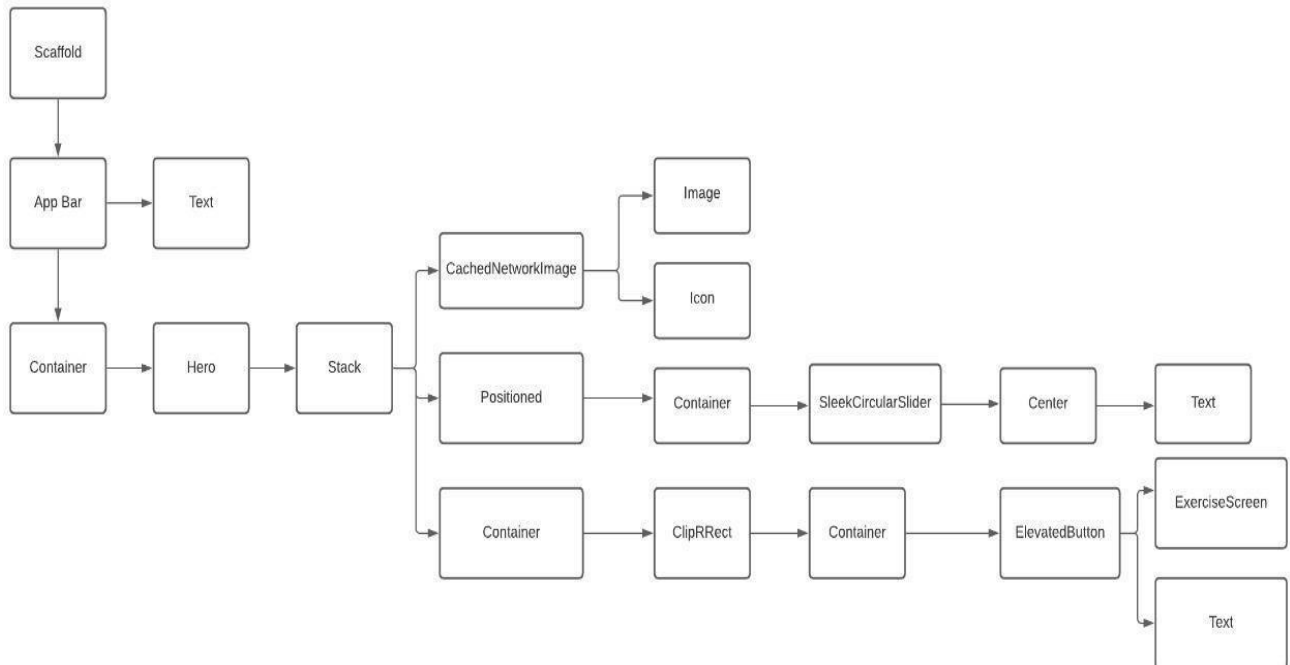 Scaffold
App Bar
Text
Image
CachedNetworkImage
Icon
Container
Hero
Stack
Positioned
Container
SleekCircularSlider
Center
Text
Container
ClipRRect
Container
ElevatedButton
ExerciseScreen
Text